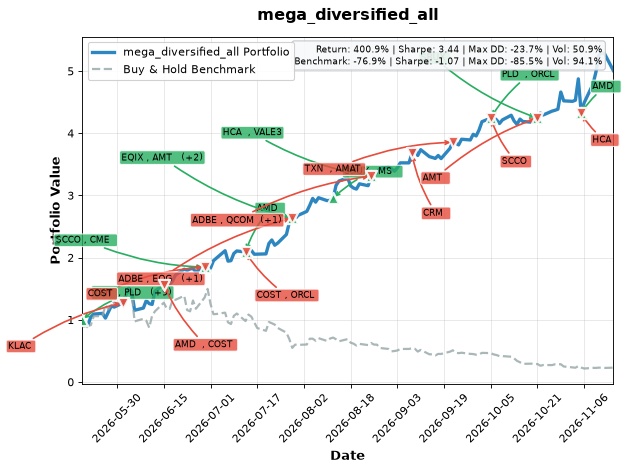 mega_diversified_all
mega_diversified_all Portfolio
Buy & Hold Benchmark
Return: 400.9% | Sharpe: 3.44 | Max DD: -23.7% | Vol: 50.9%
Benchmark: -76.9% | Sharpe: -1.07 | Max DD: -85.5% | Vol: 94.1%
5
PLD , ORCL
AMD
4
HCA , VALE3
HCA
EQIX , AMT (+2)
SCCO
TXN , AMAT
MS
AMT
3
AMD
ADBE , QCOM (+1)
CRM
SCCO , CME
2
ADBE , EQG (+1)
COST
PLD (+9)
COST , ORCL
1
KLAC
AMD , COST
0
Portfolio Value
2026-05-30
2026-06-15
2026-07-01
2026-07-17
2026-08-02
2026-08-18
2026-09-03
2026-09-19
2026-10-05
2026-10-21
2026-11-06
Date